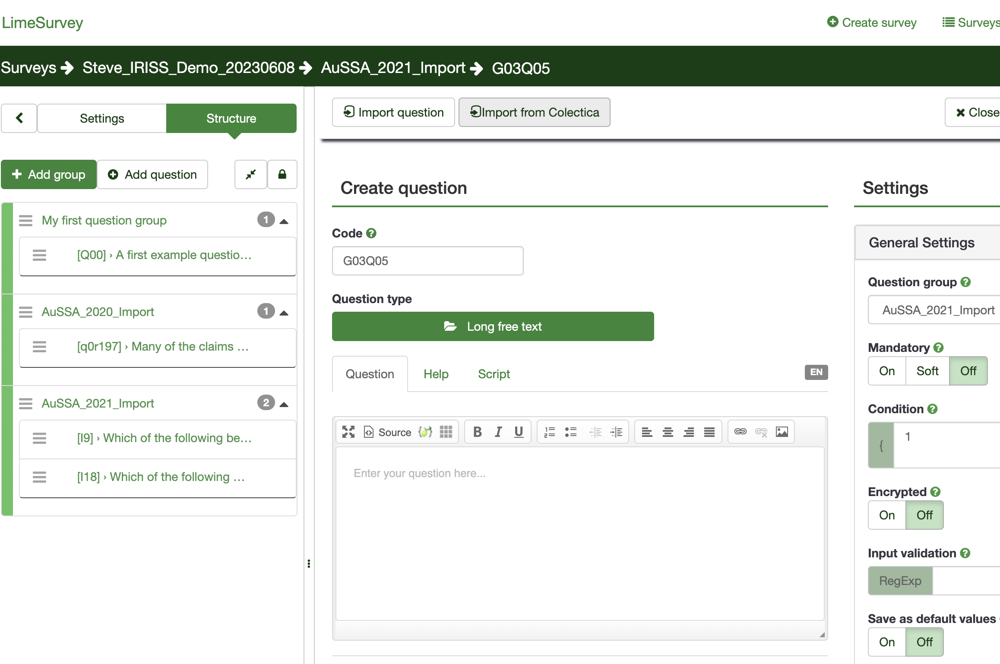 LimeSurvey
Create survey
Surveys
Surveys Steve_IRISS_Demo_20230608 AuSSA_2021_Import G03Q05
Settings
Structure
Import question
Import from Colectica
Close
Add group
Add question
My first question group 1
[Q00] › A first example questio…
AuSSA_2020_Import 1
[q0r197] › Many of the claims …
AuSSA_2021_Import 2
[I9] › Which of the following be…
[I18] › Which of the following …
Create question
Code
G03Q05
Question type
Long free text
Question Help Script EN
Source B I U
Enter your question here...
Settings
General Settings
Question group
AuSSA_2021_Import
Mandatory
On Soft Off
Condition
{ 1
Encrypted
On Off
Input validation
RegExp
Save as default values
On Off